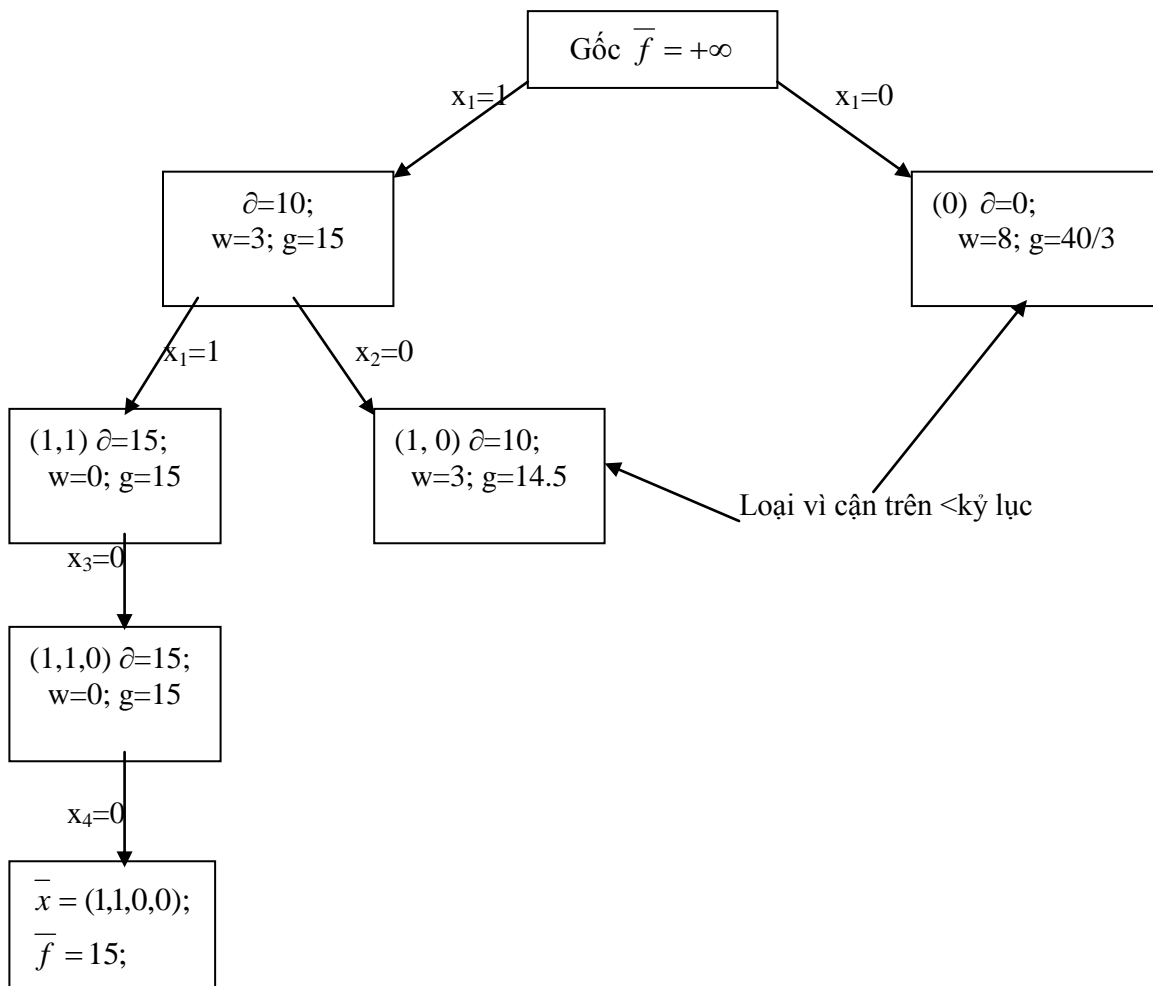 Gốc f̅ = +∞
x₁=1
x₁=0
∂=10;
w=3; g=15
(0) ∂=0;
w=8; g=40/3
x₁=1
x₂=0
(1,1) ∂=15;
w=0; g=15
(1, 0) ∂=10;
w=3; g=14.5
Loại vì cận trên <kỷ lục
x₃=0
(1,1,0) ∂=15;
w=0; g=15
x₄=0
x̅ = (1,1,0,0);
f̅ = 15;